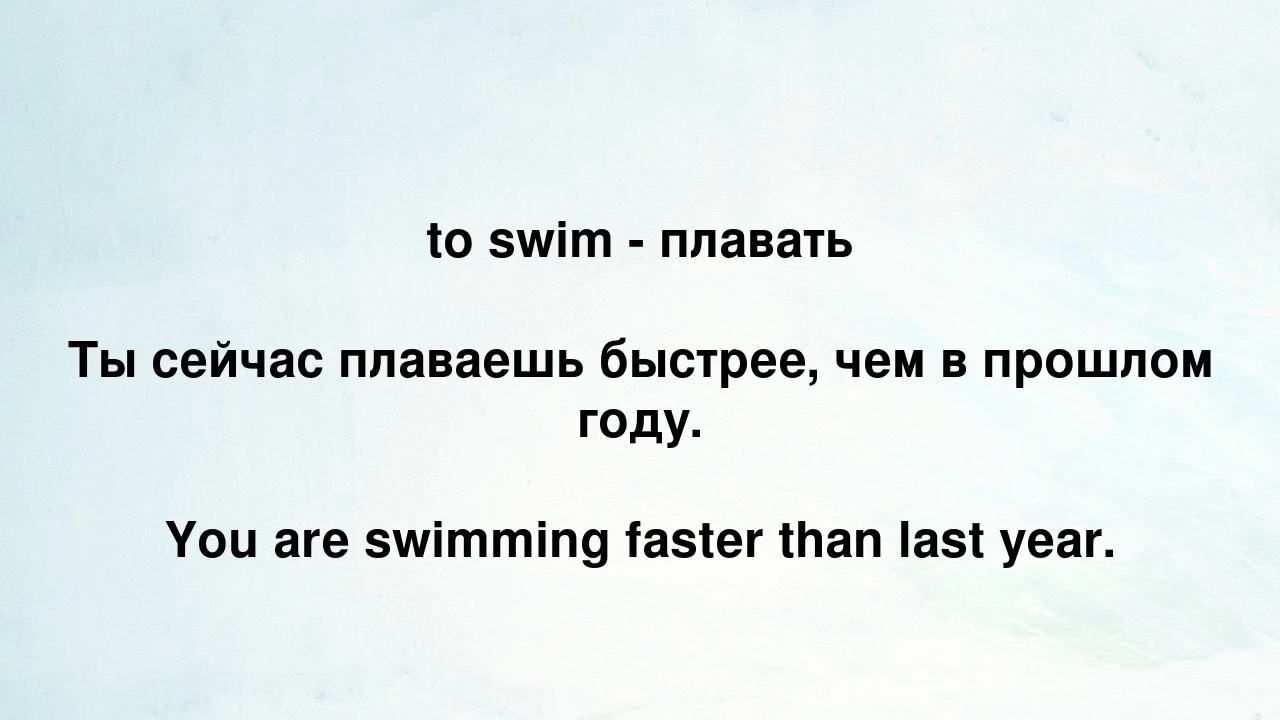 to swim - плавать
Ты сейчас плаваешь быстрее, чем в прошлом
году.
You are swimming faster than last year.